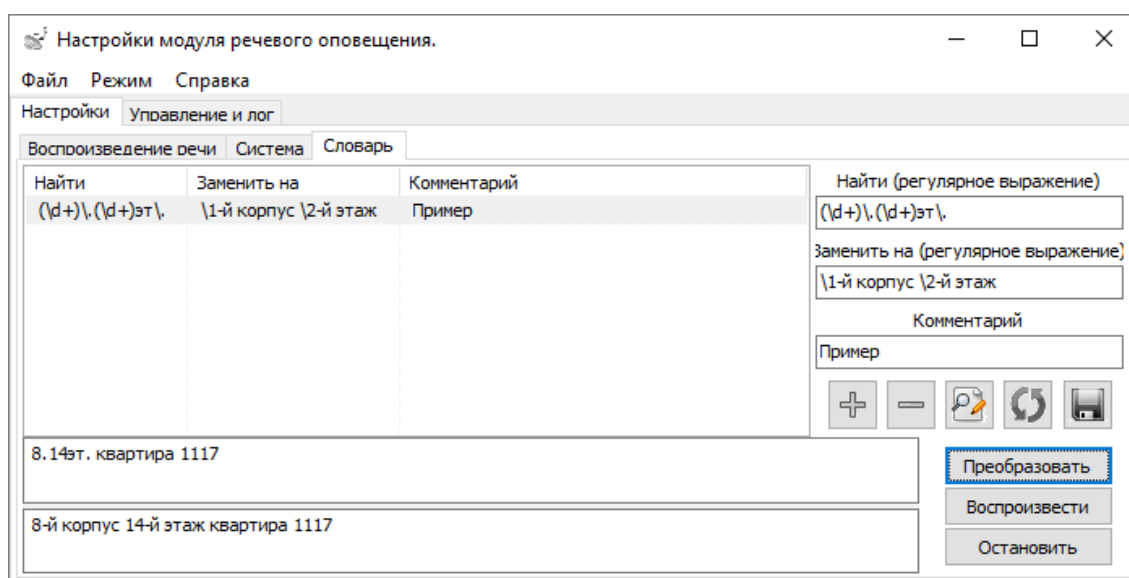 Настройки модуля речевого оповещения.
Файл Режим Справка
Настройки Управление и лог
Воспроизведение речи Система Словарь
Найти Заменить на Комментарий
(\d+)\.(\d+)эт\. \1-й корпус \2-й этаж Пример
Найти (регулярное выражение)
(\d+)\.(\d+)эт\.
Заменить на (регулярное выражение)
\1-й корпус \2-й этаж
Комментарий
Пример
8.14эт. квартира 1117
8-й корпус 14-й этаж квартира 1117
Преобразовать
Воспроизвести
Остановить